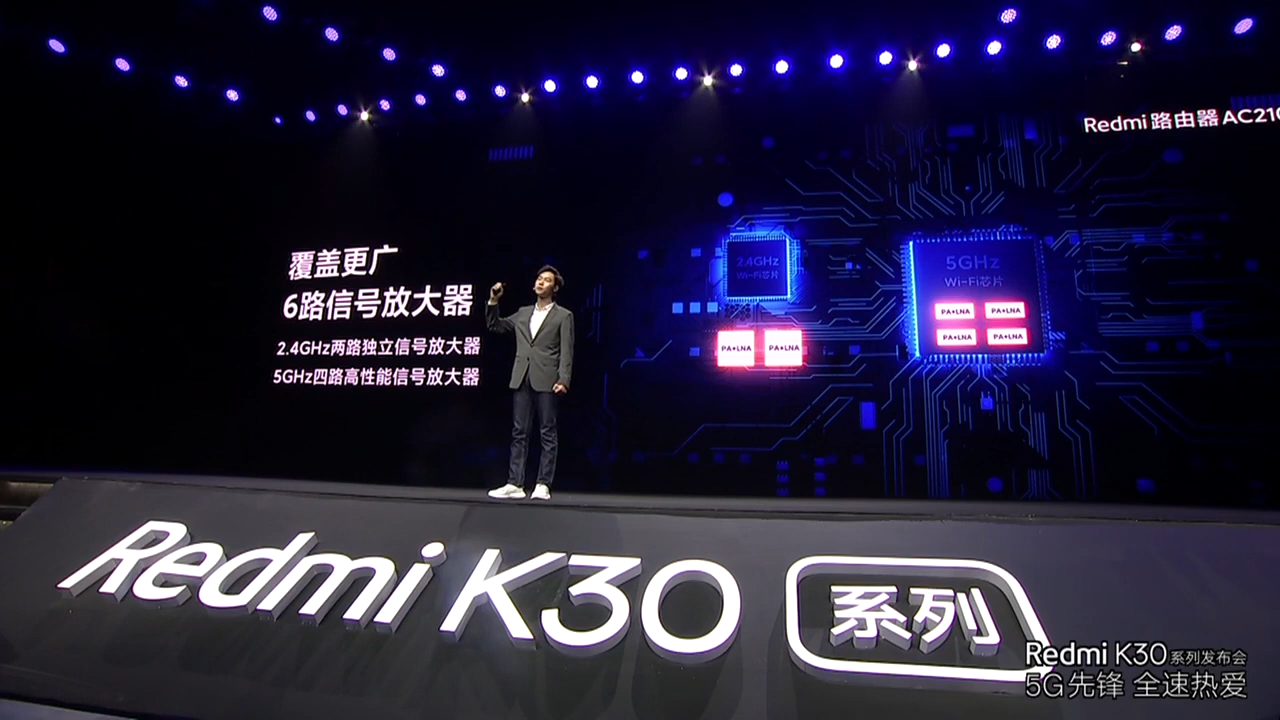 Redmi 路由器 AC210
覆盖更广
6路信号放大器
2.4GHz两路独立信号放大器
5GHz四路高性能信号放大器
2.4GHz
Wi-Fi芯片
PA+LNA
PA+LNA
5GHz
Wi-Fi芯片
PA+LNA
PA+LNA
PA+LNA
PA+LNA
Redmi K30 系列
Redmi K30 系列发布会
5G先锋 全速热爱